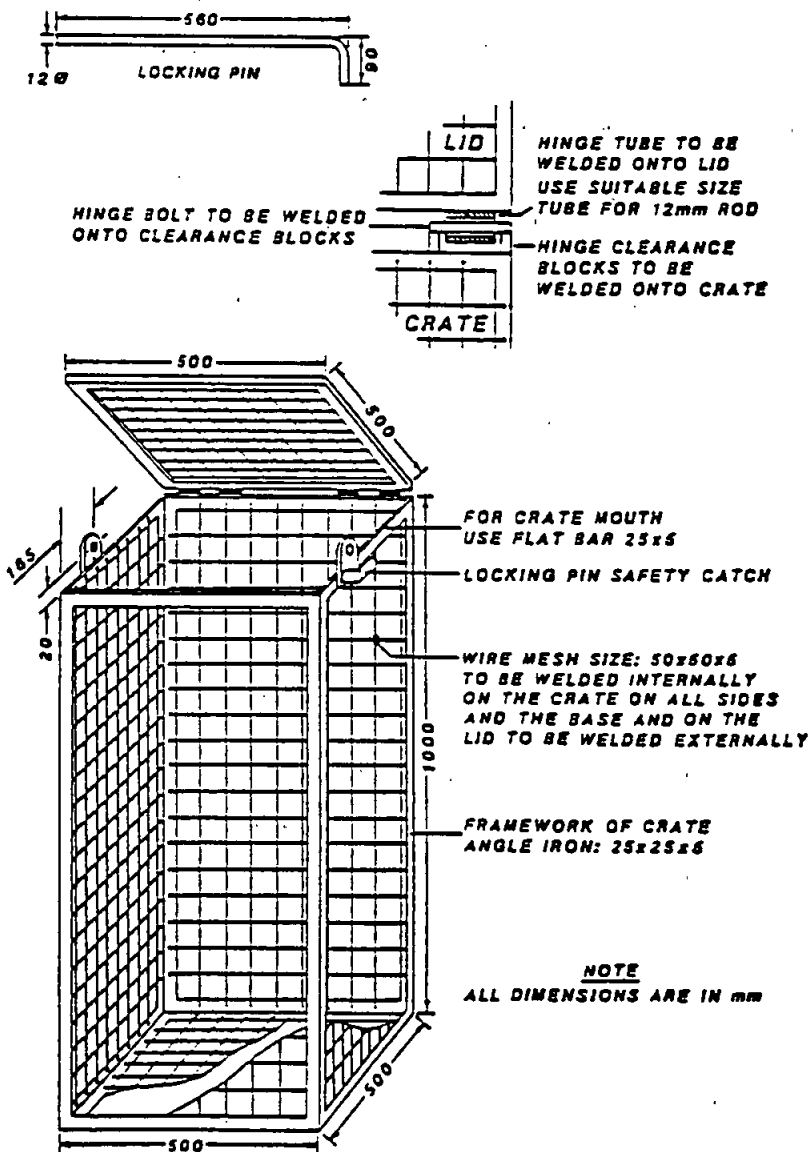 560
12 Ø
LOCKING PIN
90
LID
HINGE TUBE TO BE
WELDED ONTO LID
USE SUITABLE SIZE
TUBE FOR 12mm ROD
HINGE BOLT TO BE WELDED
ONTO CLEARANCE BLOCKS
HINGE CLEARANCE
BLOCKS TO BE
WELDED ONTO CRATE
CRATE
500
500
FOR CRATE MOUTH
USE FLAT BAR 25x6
LOCKING PIN SAFETY CATCH
165
20
WIRE MESH SIZE: 50x50x6
TO BE WELDED INTERNALLY
ON THE CRATE ON ALL SIDES
AND THE BASE AND ON THE
LID TO BE WELDED EXTERNALLY
1000
FRAMEWORK OF CRATE
ANGLE IRON: 25x25x6
NOTE
ALL DIMENSIONS ARE IN mm
500
500